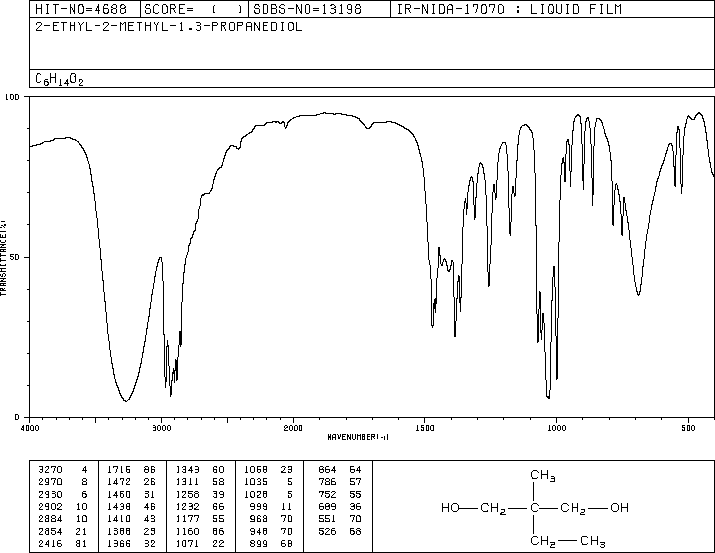 HIT-NO=4688 SCORE= ( ) SDBS-NO=13198 IR-NIDA-17070 : LIQUID FILM
2-ETHYL-2-METHYL-1.3-PROPANEDIOL
C6H14O2
100
50
0
TRANSMITTANCE(%)
4000 3000 2000 1500 1000 500
WAVENUMBER(-1)
3270 4 1716 86 1343 60 1068 23 864 64
2970 8 1472 26 1311 58 1035 5 786 57
2930 6 1460 31 1258 39 1028 5 752 55
2902 10 1438 46 1232 66 999 11 689 36
2884 10 1410 43 1177 55 968 70 551 70
2854 21 1388 23 1160 66 948 70 526 68
2416 81 1366 32 1071 22 899 68
CH3
HO CH2 C CH2 OH
CH2 CH3